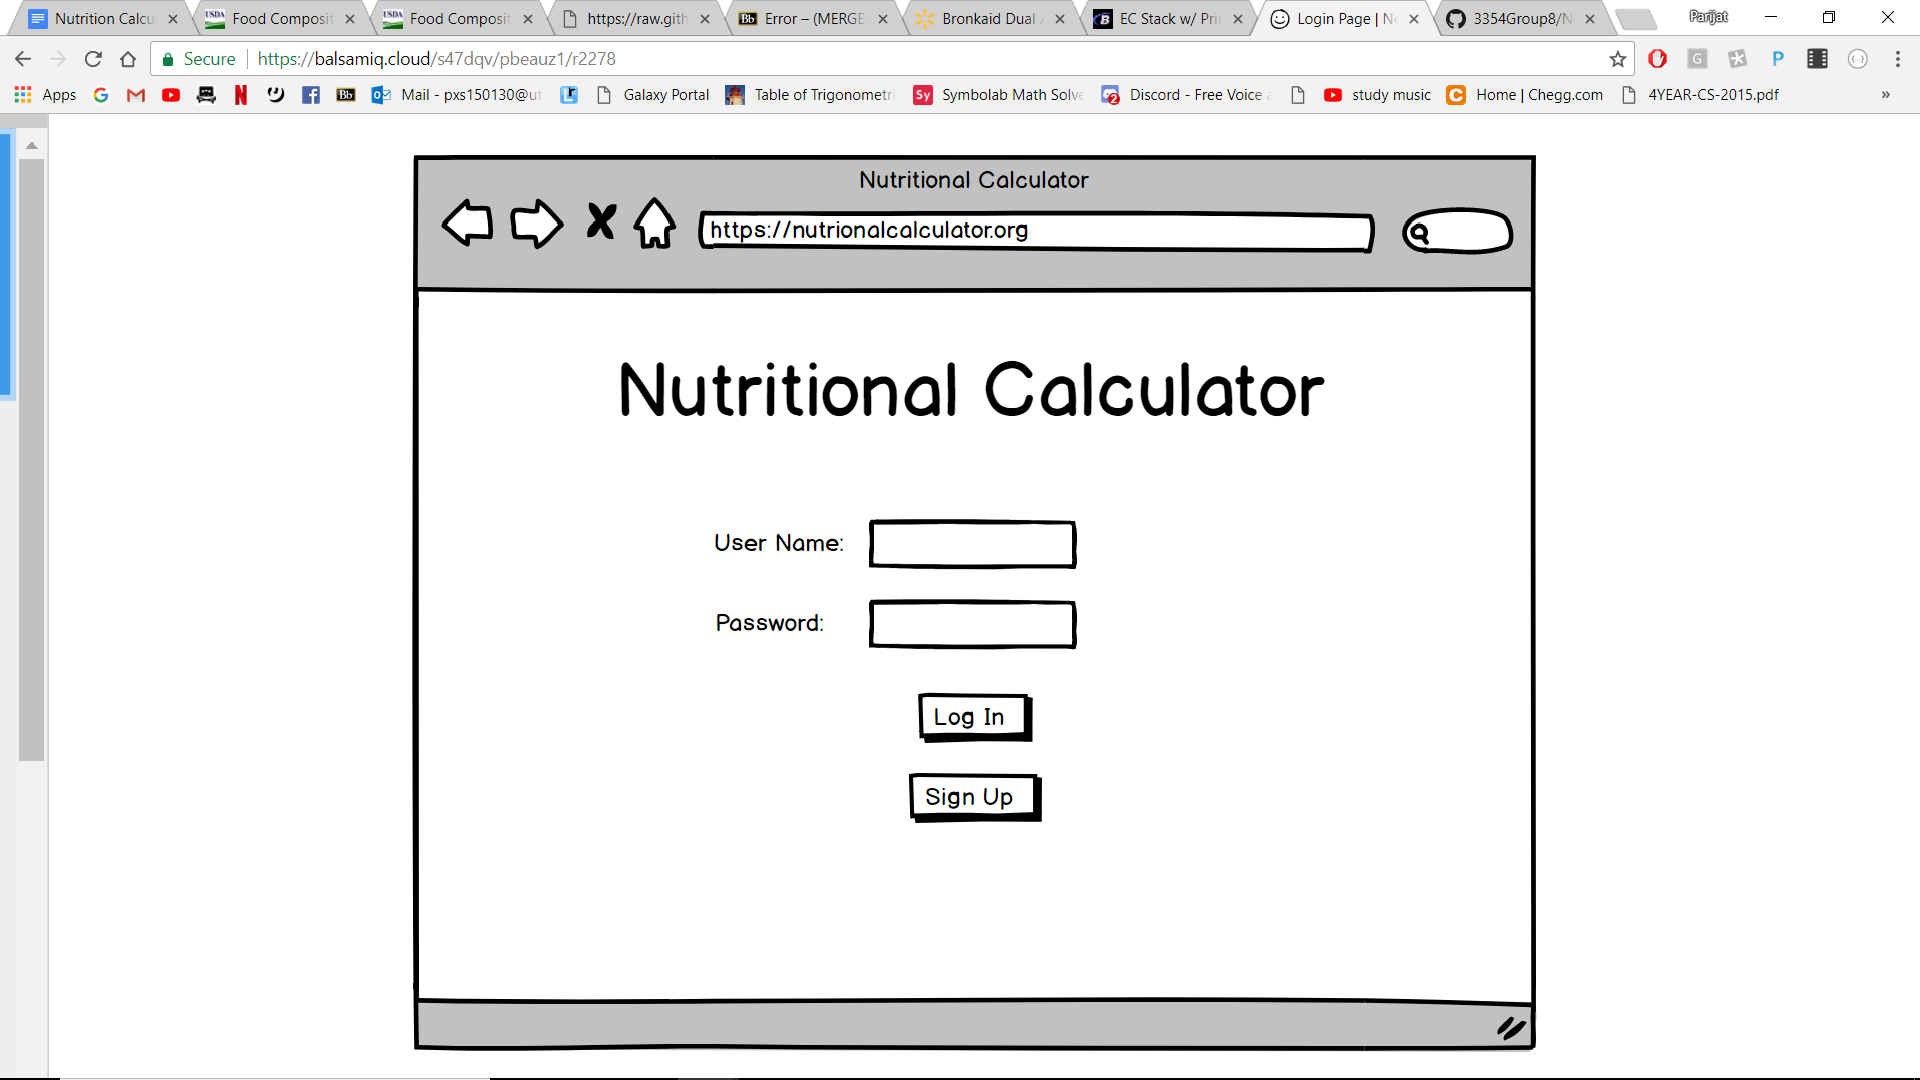 Nutrition Calcul
Food Composit
Food Composit
https://raw.gith
Error – (MERGE
Bronkaid Dual A
EC Stack w/ Pri
Login Page | Ne
3354Group8/N
Parijat
Secure
https://balsamiq.cloud/s47dqv/pbeauz1/r2278
Apps
Mail - pxs150130@ut
Galaxy Portal
Table of Trigonometri
Symbolab Math Solve
Discord - Free Voice a
study music
Home | Chegg.com
4YEAR-CS-2015.pdf
»
Nutritional Calculator
https://nutrionalcalculator.org
Nutritional Calculator
User Name:
Password:
Log In
Sign Up